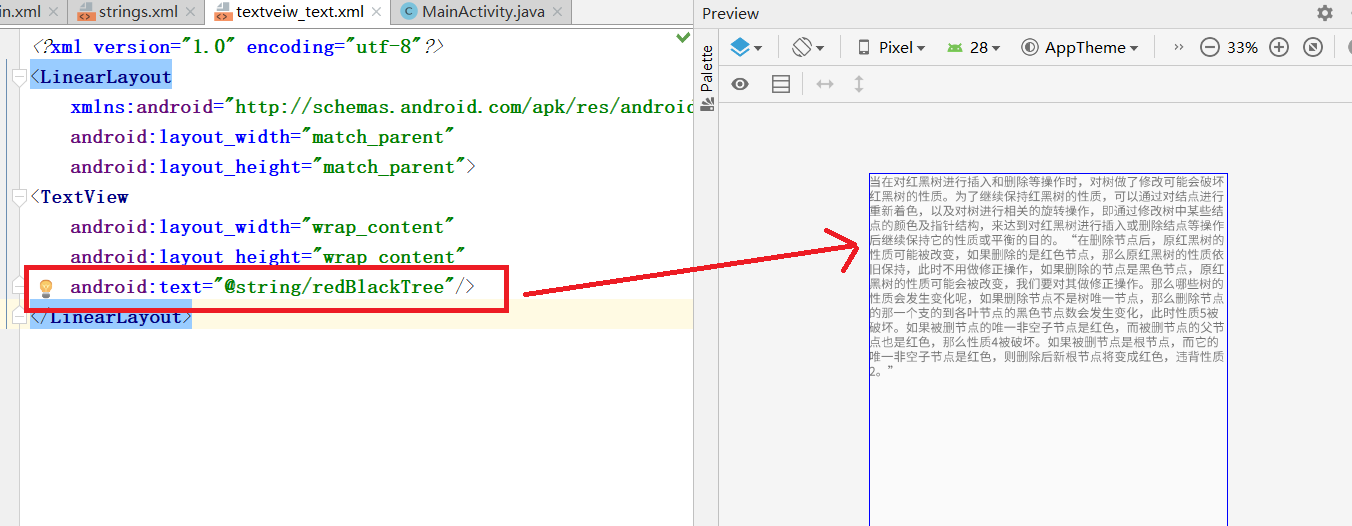 in.xml
strings.xml
textveiw_text.xml
MainActivity.java
Preview
<?xml version="1.0" encoding="utf-8"?>
<LinearLayout
xmlns:android="http://schemas.android.com/apk/res/android
android:layout_width="match_parent"
android:layout_height="match_parent">
<TextView
android:layout_width="wrap_content"
android:layout_height="wrap_content"
android:text="@string/redBlackTree"/>
</LinearLayout>
Palette
Pixel
28
AppTheme
33%
当在对红黑树进行插入和删除等操作时，对树做了修改可能会破坏
红黑树的性质。为了继续保持红黑树的性质，可以通过对结点进行
重新着色，以及对树进行相关的旋转操作，即通过修改树中某些结
点的颜色及指针结构，来达到对红黑树进行插入或删除结点等操作
后继续保持它的性质或平衡的目的。“在删除节点后，原红黑树的
性质可能被改变，如果删除的是红色节点，那么原红黑树的性质依
旧保持，此时不用做修正操作，如果删除的节点是黑色节点，原红
黑树的性质可能会被改变，我们要对其做修正操作。那么哪些树的
性质会发生变化呢，如果删除节点不是树唯一节点，那么删除节点
的那一个支的到各叶节点的黑色节点数会发生变化，此时性质5被
破坏。如果被删节点的唯一非空子节点是红色，而被删节点的父节
点也是红色，那么性质4被破坏。如果被删节点是根节点，而它的
唯一非空子节点是红色，则删除后新根节点将变成红色，违背性质
2。”